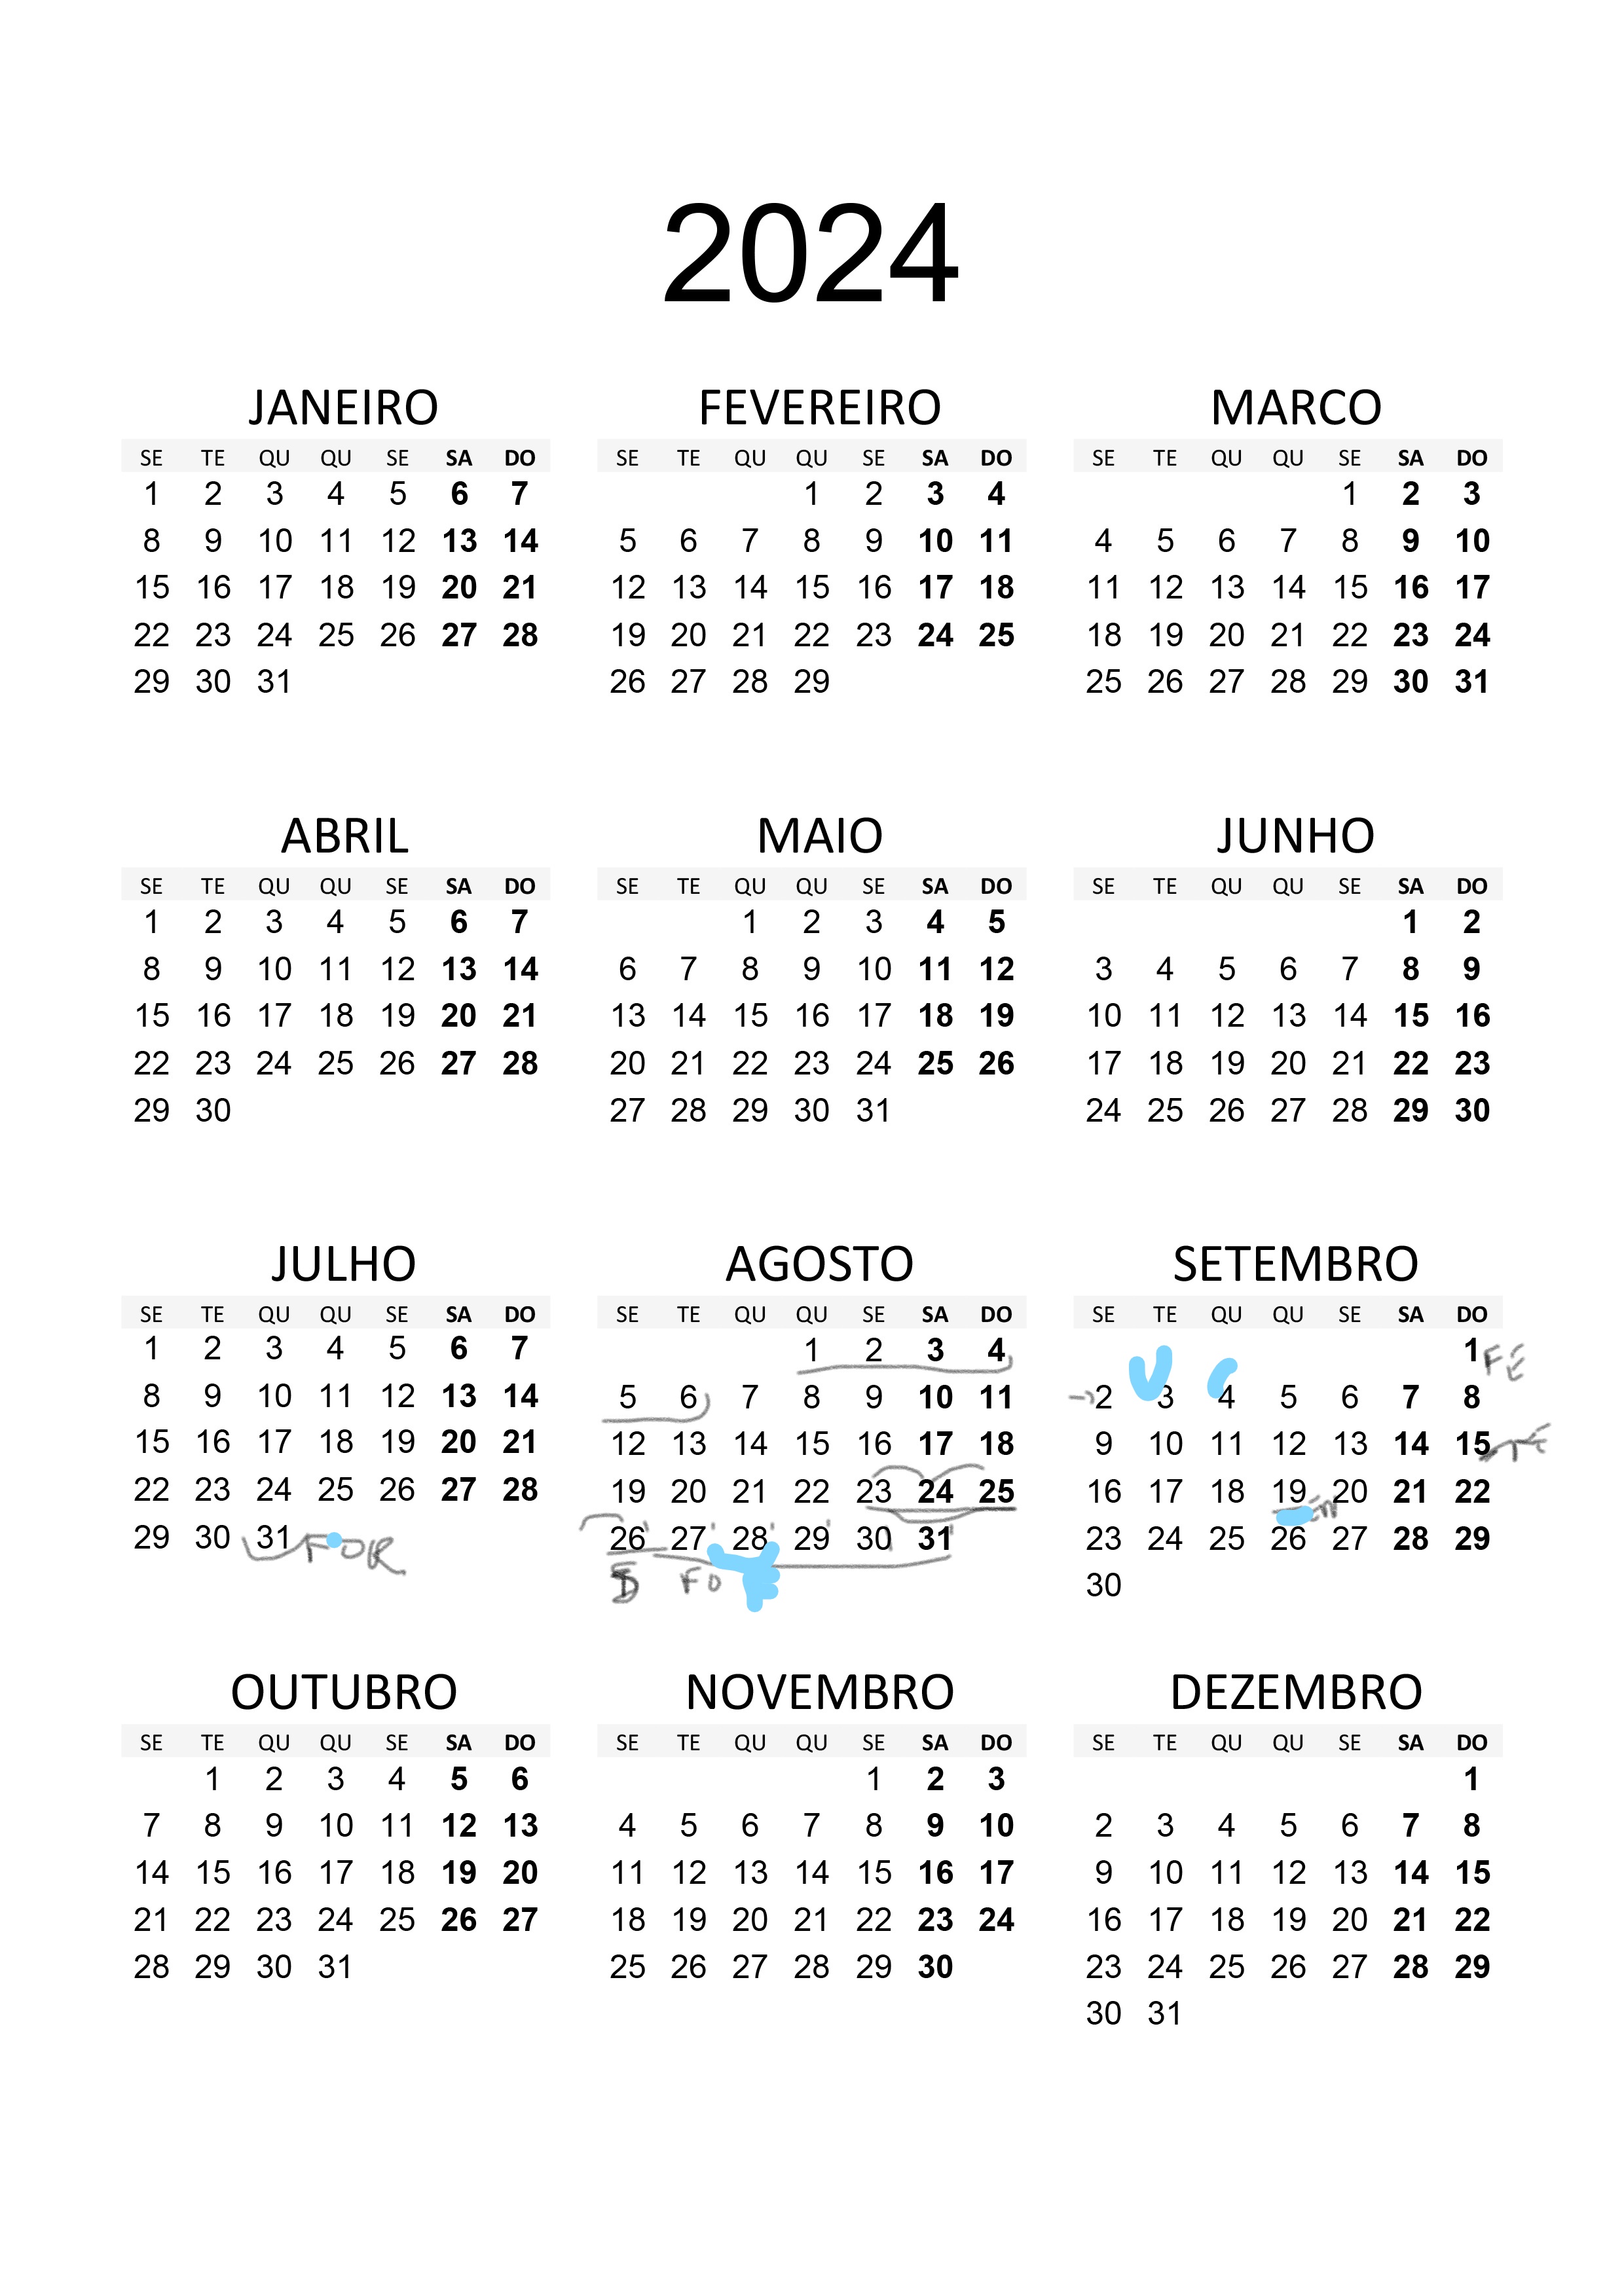 2024
JANEIRO FEVEREIRO MARCO
SE TE QU QU SE SA DO SE TE QU QU SE SA DO SE TE QU QU SE SA DO
1 2 3 4 5 6 7 1 2 3 4 1 2 3
8 9 10 11 12 13 14 5 6 7 8 9 10 11 4 5 6 7 8 9 10
15 16 17 18 19 20 21 12 13 14 15 16 17 18 11 12 13 14 15 16 17
22 23 24 25 26 27 28 19 20 21 22 23 24 25 18 19 20 21 22 23 24
29 30 31 26 27 28 29 25 26 27 28 29 30 31
ABRIL MAIO JUNHO
SE TE QU QU SE SA DO SE TE QU QU SE SA DO SE TE QU QU SE SA DO
1 2 3 4 5 6 7 1 2 3 4 5 1 2
8 9 10 11 12 13 14 6 7 8 9 10 11 12 3 4 5 6 7 8 9
15 16 17 18 19 20 21 13 14 15 16 17 18 19 10 11 12 13 14 15 16
22 23 24 25 26 27 28 20 21 22 23 24 25 26 17 18 19 20 21 22 23
29 30 27 28 29 30 31 24 25 26 27 28 29 30
JULHO AGOSTO SETEMBRO
SE TE QU QU SE SA DO SE TE QU QU SE SA DO SE TE QU QU SE SA DO
1 2 3 4 5 6 7 1 2 3 4 1 FÉ
8 9 10 11 12 13 14 5 6 7 8 9 10 11 2 3 4 5 6 7 8
15 16 17 18 19 20 21 12 13 14 15 16 17 18 9 10 11 12 13 14 15
22 23 24 25 26 27 28 19 20 21 22 23 24 25 16 17 18 19 20 21 22
29 30 31 FOR 26 27 28 29 30 31 23 24 25 26 27 28 29
FO 30
OUTUBRO NOVEMBRO DEZEMBRO
SE TE QU QU SE SA DO SE TE QU QU SE SA DO SE TE QU QU SE SA DO
1 2 3 4 5 6 1 2 3 1
7 8 9 10 11 12 13 4 5 6 7 8 9 10 2 3 4 5 6 7 8
14 15 16 17 18 19 20 11 12 13 14 15 16 17 9 10 11 12 13 14 15
21 22 23 24 25 26 27 18 19 20 21 22 23 24 16 17 18 19 20 21 22
28 29 30 31 25 26 27 28 29 30 23 24 25 26 27 28 29
30 31